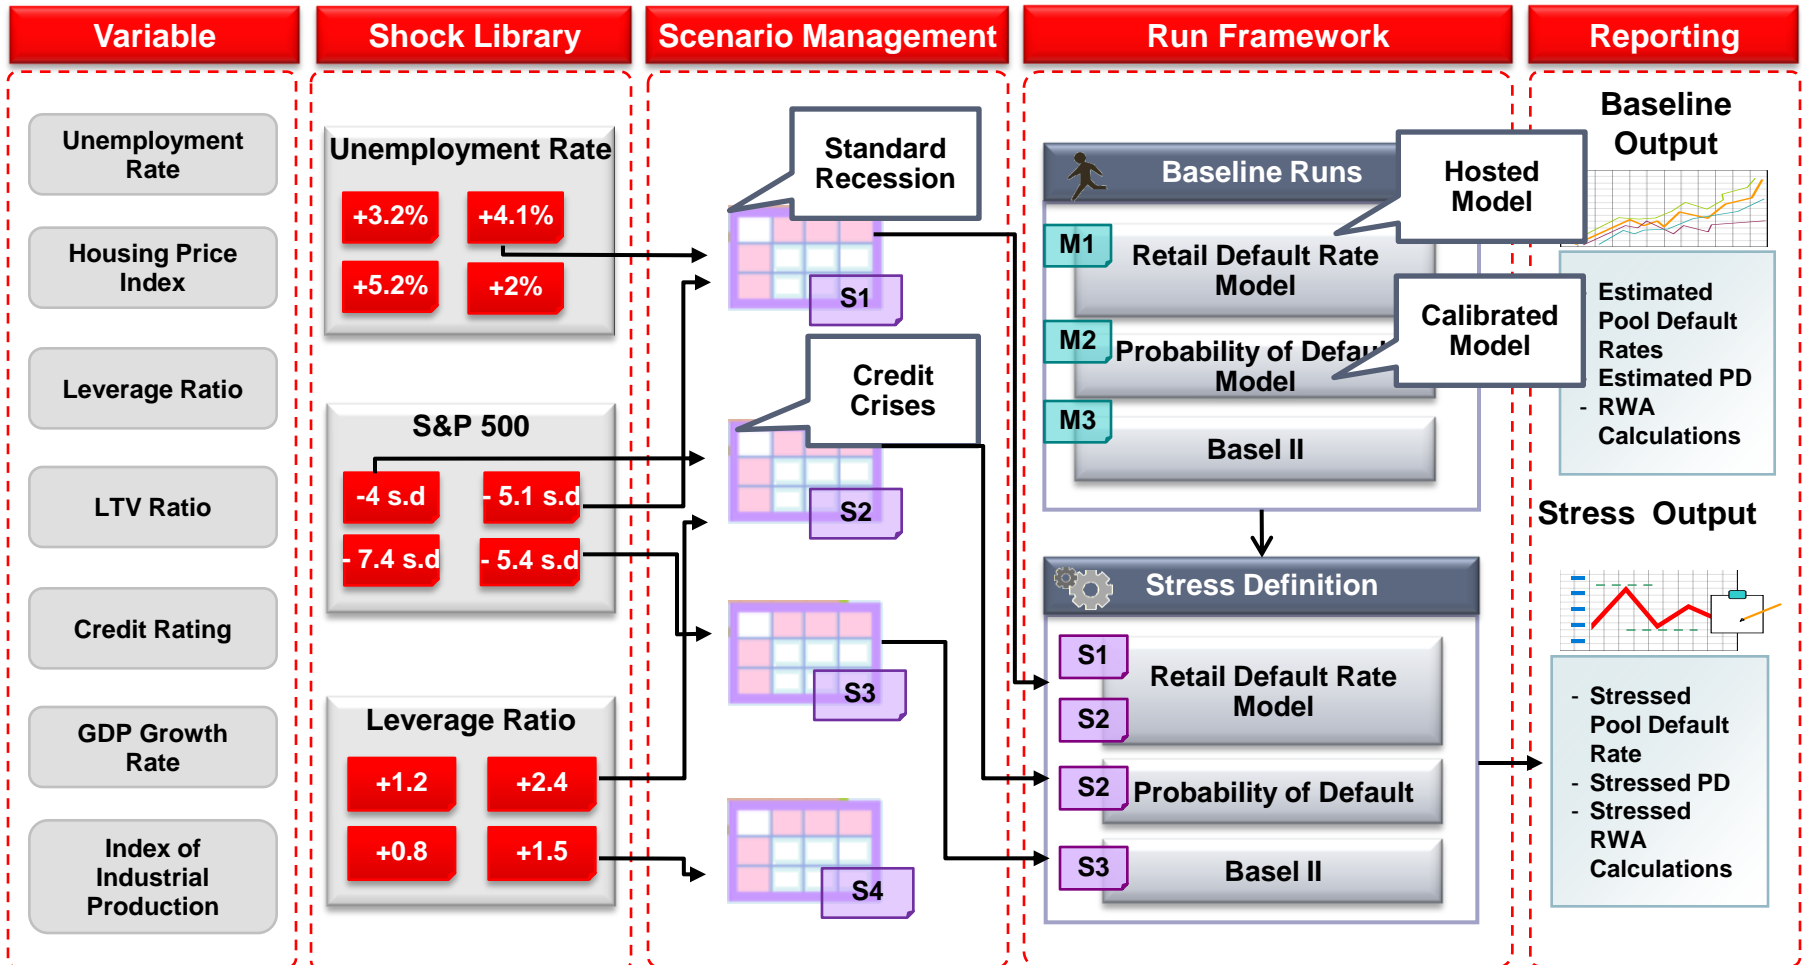 Variable
Shock Library
Scenario Management
Run Framework
Reporting
Unemployment
Rate
Housing Price
Index
Leverage Ratio
LTV Ratio
Credit Rating
GDP Growth
Rate
Index of
Industrial
Production
Unemployment Rate
+3.2%
+4.1%
+5.2%
+2%
S&P 500
-4 s.d
- 5.1 s.d
- 7.4 s.d
- 5.4 s.d
Leverage Ratio
+1.2
+2.4
+0.8
+1.5
Standard
Recession
S1
Credit
Crises
S2
S3
S4
Baseline Runs
Hosted
Model
M1
Retail Default Rate
Model
Calibrated
Model
M2
Probability of Default
Model
M3
Basel II
Stress Definition
S1
S2
Retail Default Rate
Model
S2
Probability of Default
S3
Basel II
Baseline
Output
- Estimated
Pool Default
Rates
- Estimated PD
- RWA
Calculations
Stress Output
- Stressed
Pool Default
Rate
- Stressed PD
- Stressed
RWA
Calculations